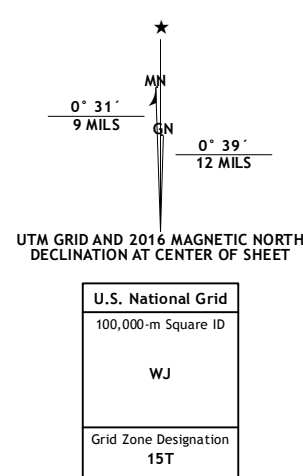 ★
MN
0° 31´
9 MILS
GN
0° 39´
12 MILS
UTM GRID AND 2016 MAGNETIC NORTH
DECLINATION AT CENTER OF SHEET
U.S. National Grid
100,000-m Square ID
WJ
Grid Zone Designation
15T